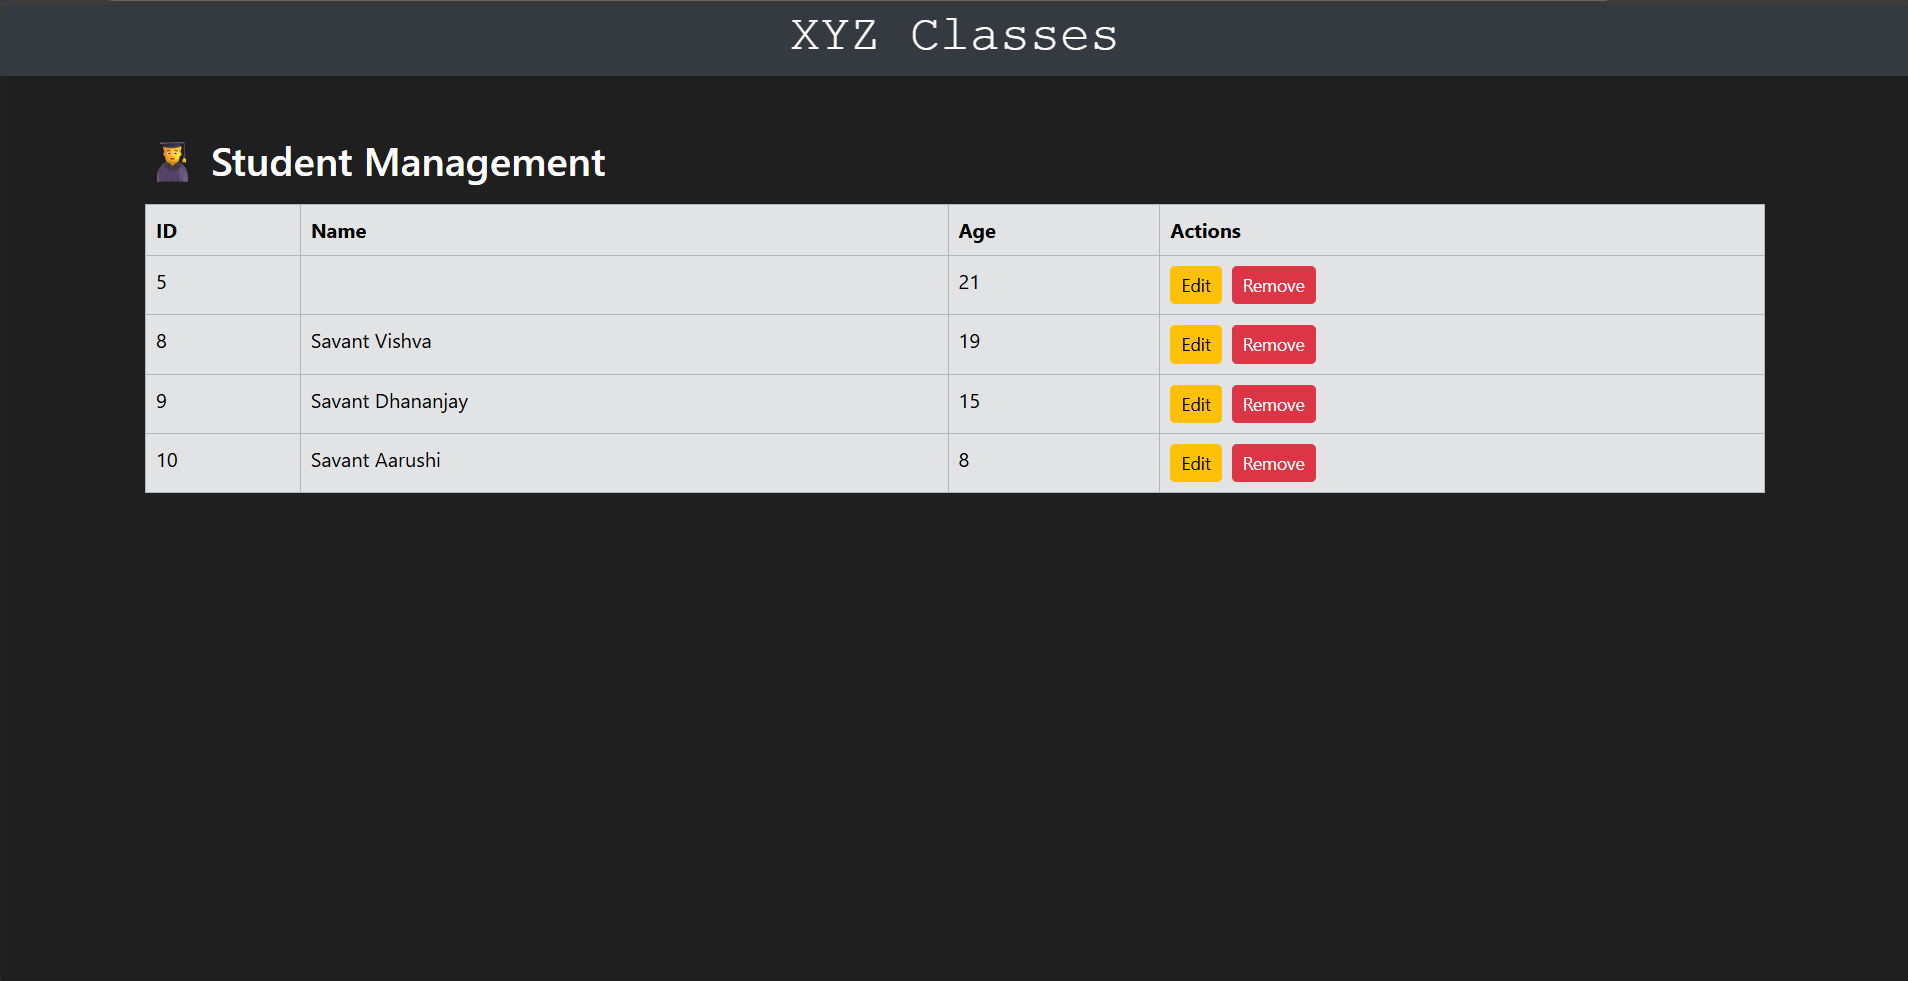 XYZ Classes
Student Management
ID Name Age Actions
5 21 Edit Remove
8 Savant Vishva 19 Edit Remove
9 Savant Dhananjay 15 Edit Remove
10 Savant Aarushi 8 Edit Remove